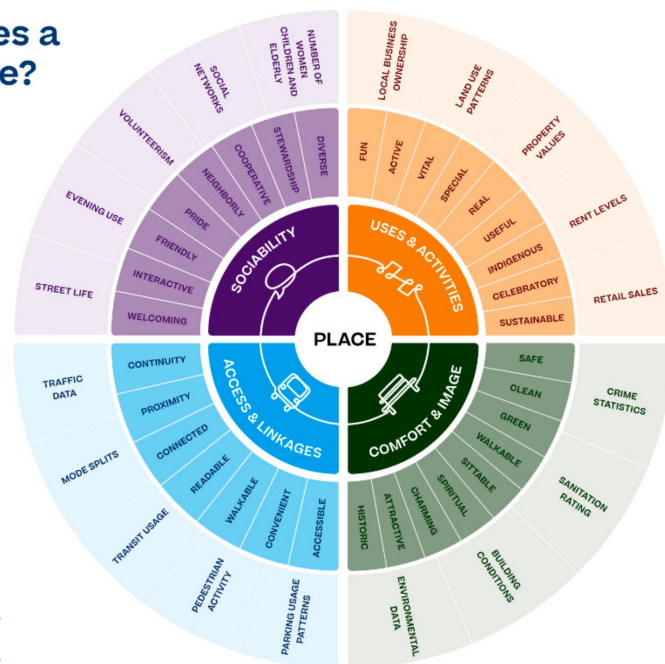 es a
e?
NUMBER OF
WOMEN
CHILDREN AND
ELDERLY
SOCIAL
NETWORKS
VOLUNTEERISM
EVENING USE
STREET LIFE
DIVERSE
STEWARDSHIP
COOPERATIVE
NEIGHBORLY
PRIDE
FRIENDLY
INTERACTIVE
WELCOMING
SOCIABILITY
LOCAL BUSINESS
OWNERSHIP
LAND USE
PATTERNS
PROPERTY
VALUES
RENT LEVELS
RETAIL SALES
FUN
ACTIVE
VITAL
SPECIAL
REAL
USEFUL
INDIGENOUS
CELEBRATORY
SUSTAINABLE
USES & ACTIVITIES
PLACE
ACCESS & LINKAGES
CONTINUITY
PROXIMITY
CONNECTED
READABLE
WALKABLE
CONVENIENT
ACCESSIBLE
TRAFFIC
DATA
MODE SPLITS
TRANSIT USAGE
PEDESTRIAN
ACTIVITY
PARKING USAGE
PATTERNS
COMFORT & IMAGE
SAFE
CLEAN
GREEN
WALKABLE
SITTABLE
SPIRITUAL
CHARMING
ATTRACTIVE
HISTORIC
CRIME
STATISTICS
SANITATION
RATING
BUILDING
CONDITIONS
ENVIRONMENTAL
DATA